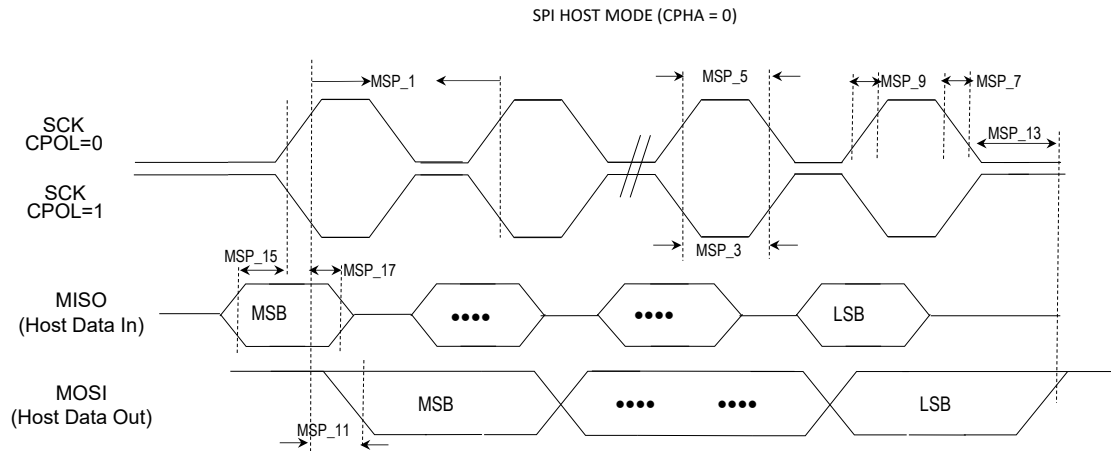 SPI HOST MODE (CPHA = 0)
MSP_1
MSP_5
MSP_9
MSP_7
SCK
CPOL=0
MSP_13
SCK
CPOL=1
MSP_3
MSP_15
MSP_17
MISO
(Host Data In)
MSB
••••
••••
LSB
MOSI
(Host Data Out)
MSB
••••
••••
LSB
MSP_11